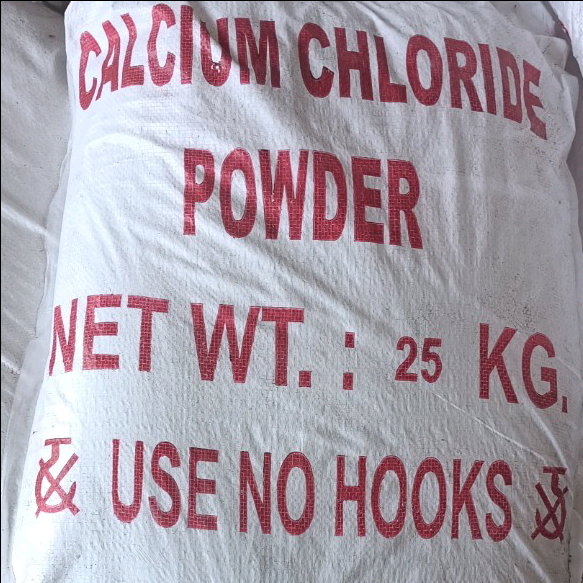 CALCIUM CHLORIDE
POWDER
NET WT. : 25 KG.
USE NO HOOKS